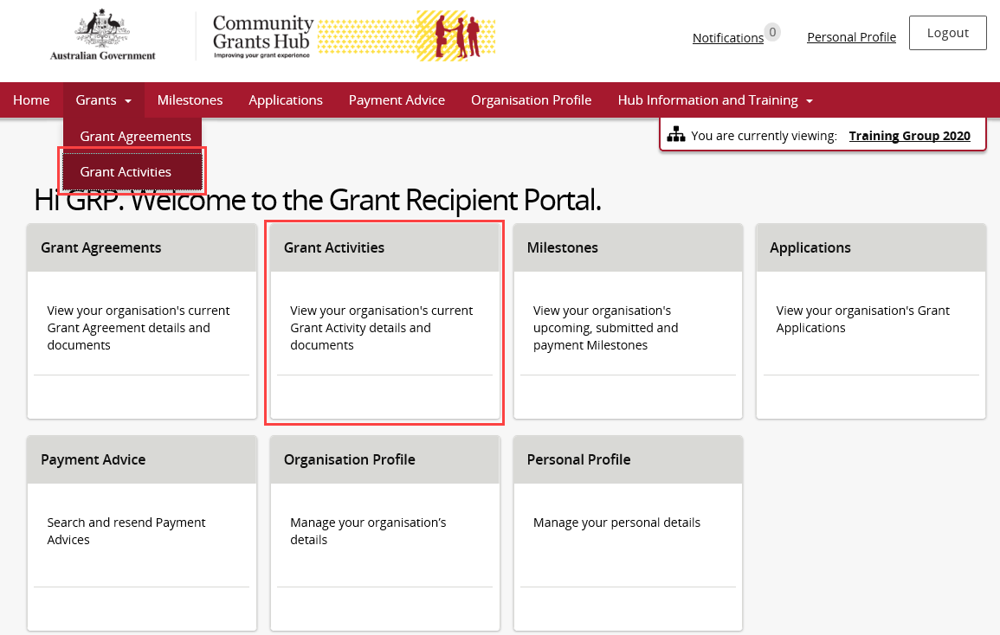 Australian Government
Community
Grants Hub
Improving your grant experience
Notifications 0
Personal Profile
Logout
Home
Grants
Milestones
Applications
Payment Advice
Organisation Profile
Hub Information and Training
Grant Agreements
Grant Activities
You are currently viewing: Training Group 2020
Hi GRP. Welcome to the Grant Recipient Portal.
Grant Agreements
View your organisation's current
Grant Agreement details and
documents
Grant Activities
View your organisation's current
Grant Activity details and
documents
Milestones
View your organisation's
upcoming, submitted and
payment Milestones
Applications
View your organisation's Grant
Applications
Payment Advice
Search and resend Payment
Advices
Organisation Profile
Manage your organisation’s
details
Personal Profile
Manage your personal details